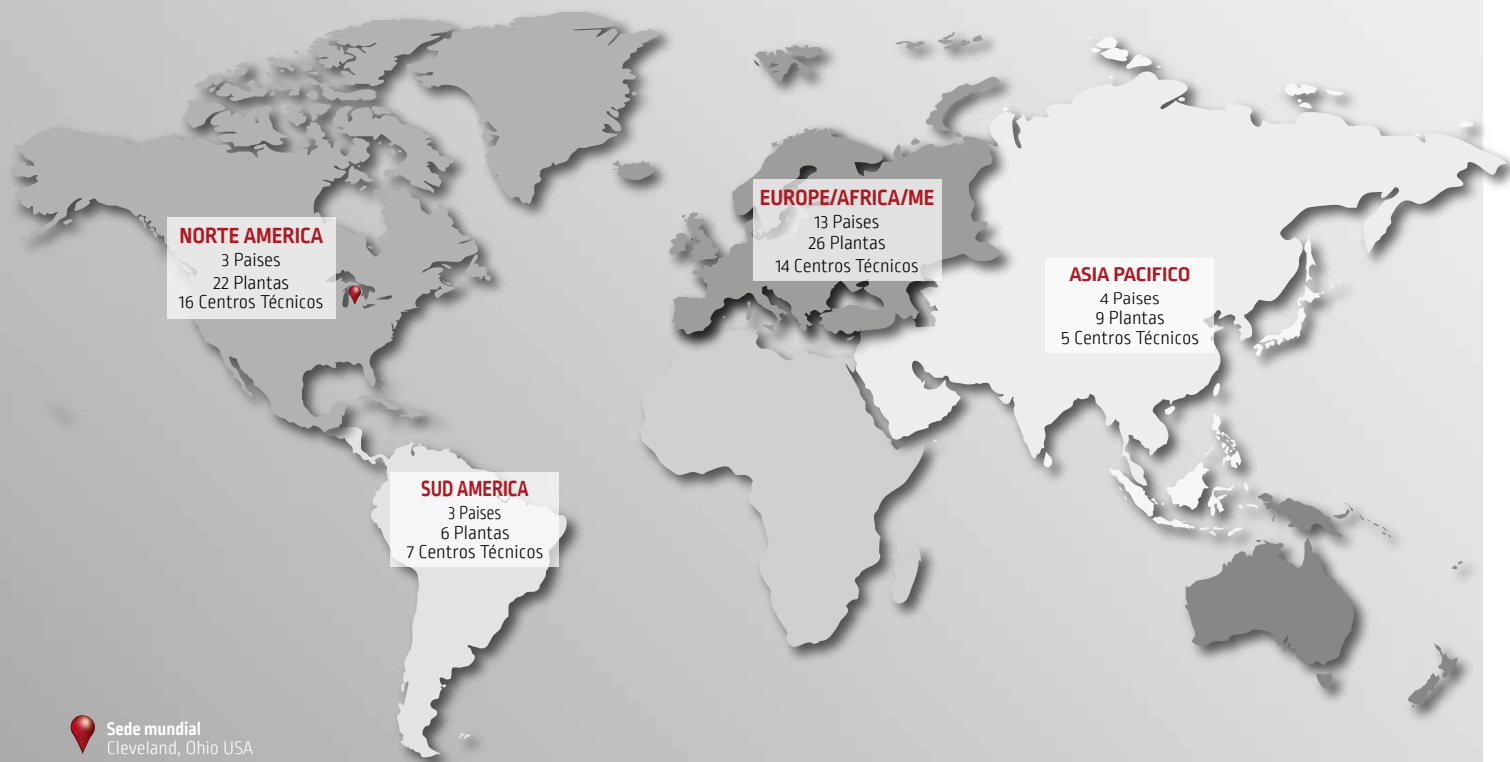 NORTE AMERICA
3 Paises
22 Plantas
16 Centros Técnicos
EUROPE/AFRICA/ME
13 Paises
26 Plantas
14 Centros Técnicos
ASIA PACIFICO
4 Paises
9 Plantas
5 Centros Técnicos
SUD AMERICA
3 Paises
6 Plantas
7 Centros Técnicos
Sede mundial
Cleveland, Ohio USA